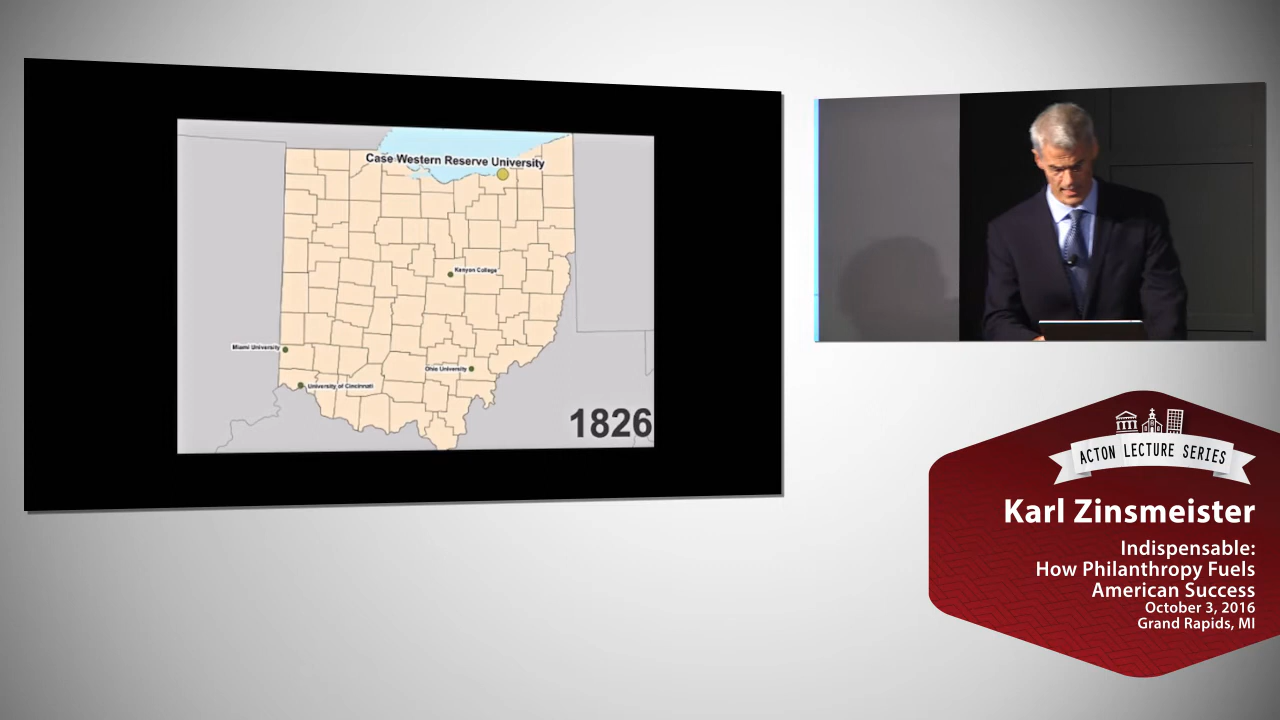 Case Western Reserve University
Kenyon College
Miami University
Ohio University
University of Cincinnati
1826
ACTON LECTURE SERIES
Karl Zinsmeister
Indispensable:
How Philanthropy Fuels
American Success
October 3, 2016
Grand Rapids, MI